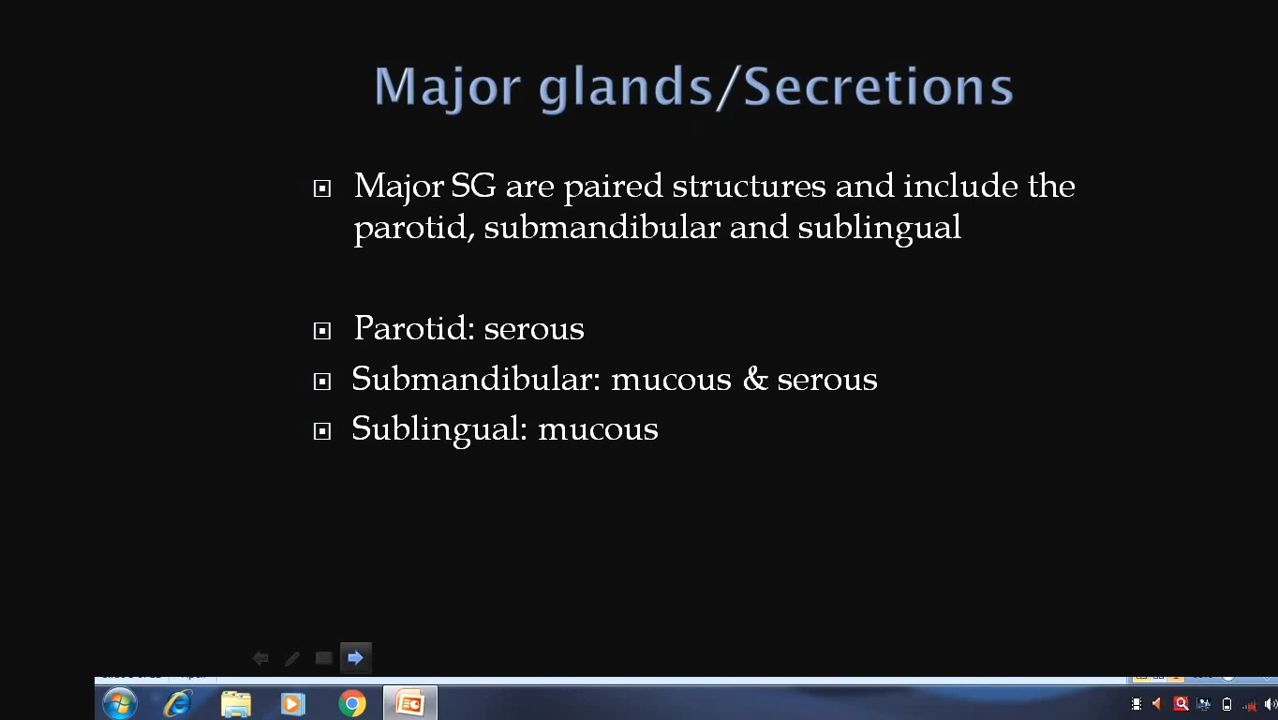 Major glands/Secretions
Major SG are paired structures and include the
parotid, submandibular and sublingual
Parotid: serous
Submandibular: mucous & serous
Sublingual: mucous